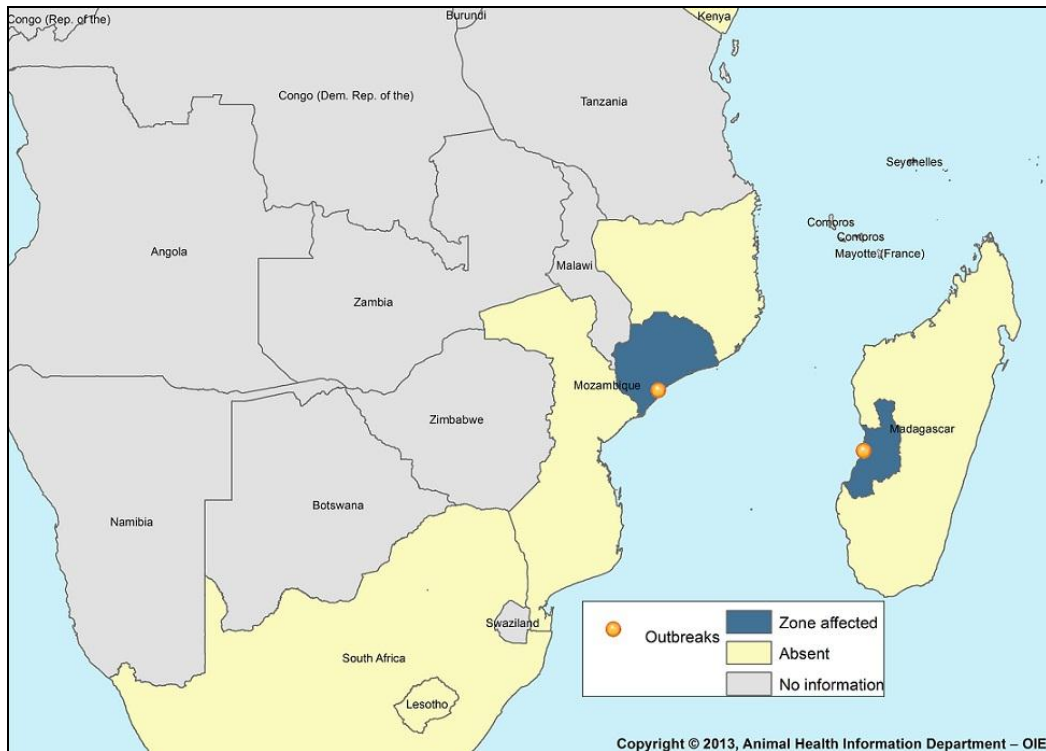 Congo (Rep. of the)
Burundi
Kenya
Congo (Dem. Rep. of the)
Tanzania
Seychelles
Comoros
Comoros
Mayotte (France)
Angola
Malawi
Zambia
Mozambique
Zimbabwe
Madagascar
Botswana
Namibia
Swaziland
South Africa
Lesotho
Outbreaks
Zone affected
Absent
No information
Copyright © 2013, Animal Health Information Department – OIE